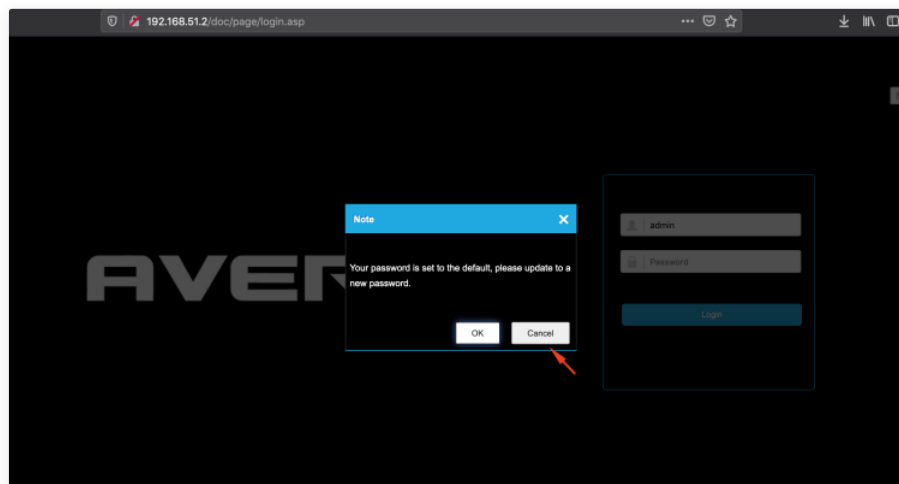 192.168.51.2/doc/page/login.asp
Note
AVER
Your password is set to the default, please update to a
new password.
OK
Cancel
admin
Password
Login